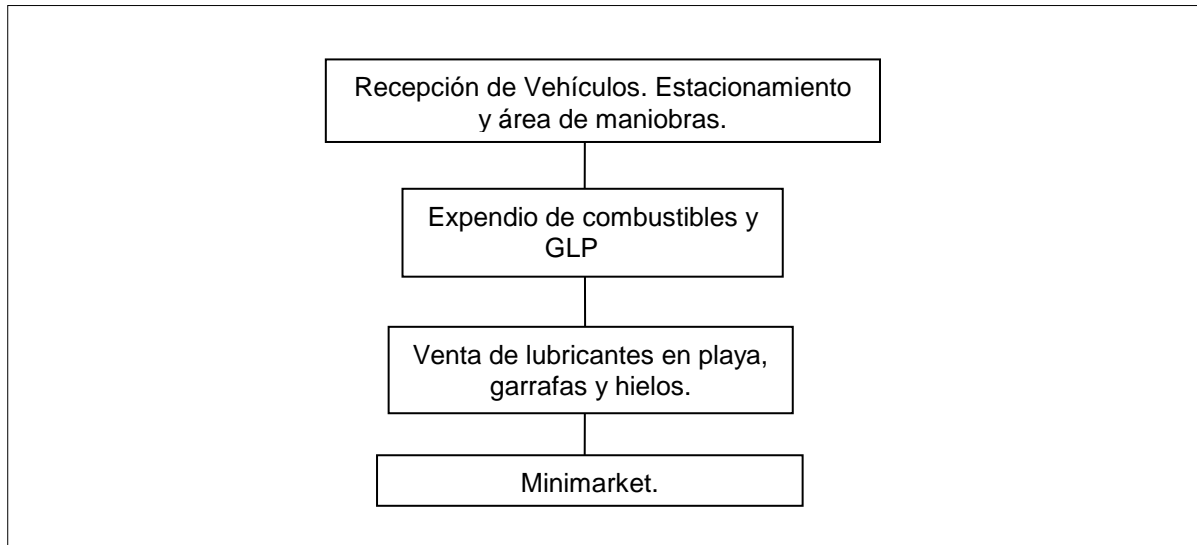 Recepción de Vehículos. Estacionamiento
y área de maniobras.
Expendio de combustibles y
GLP
Venta de lubricantes en playa,
garrafas y hielos.
Minimarket.